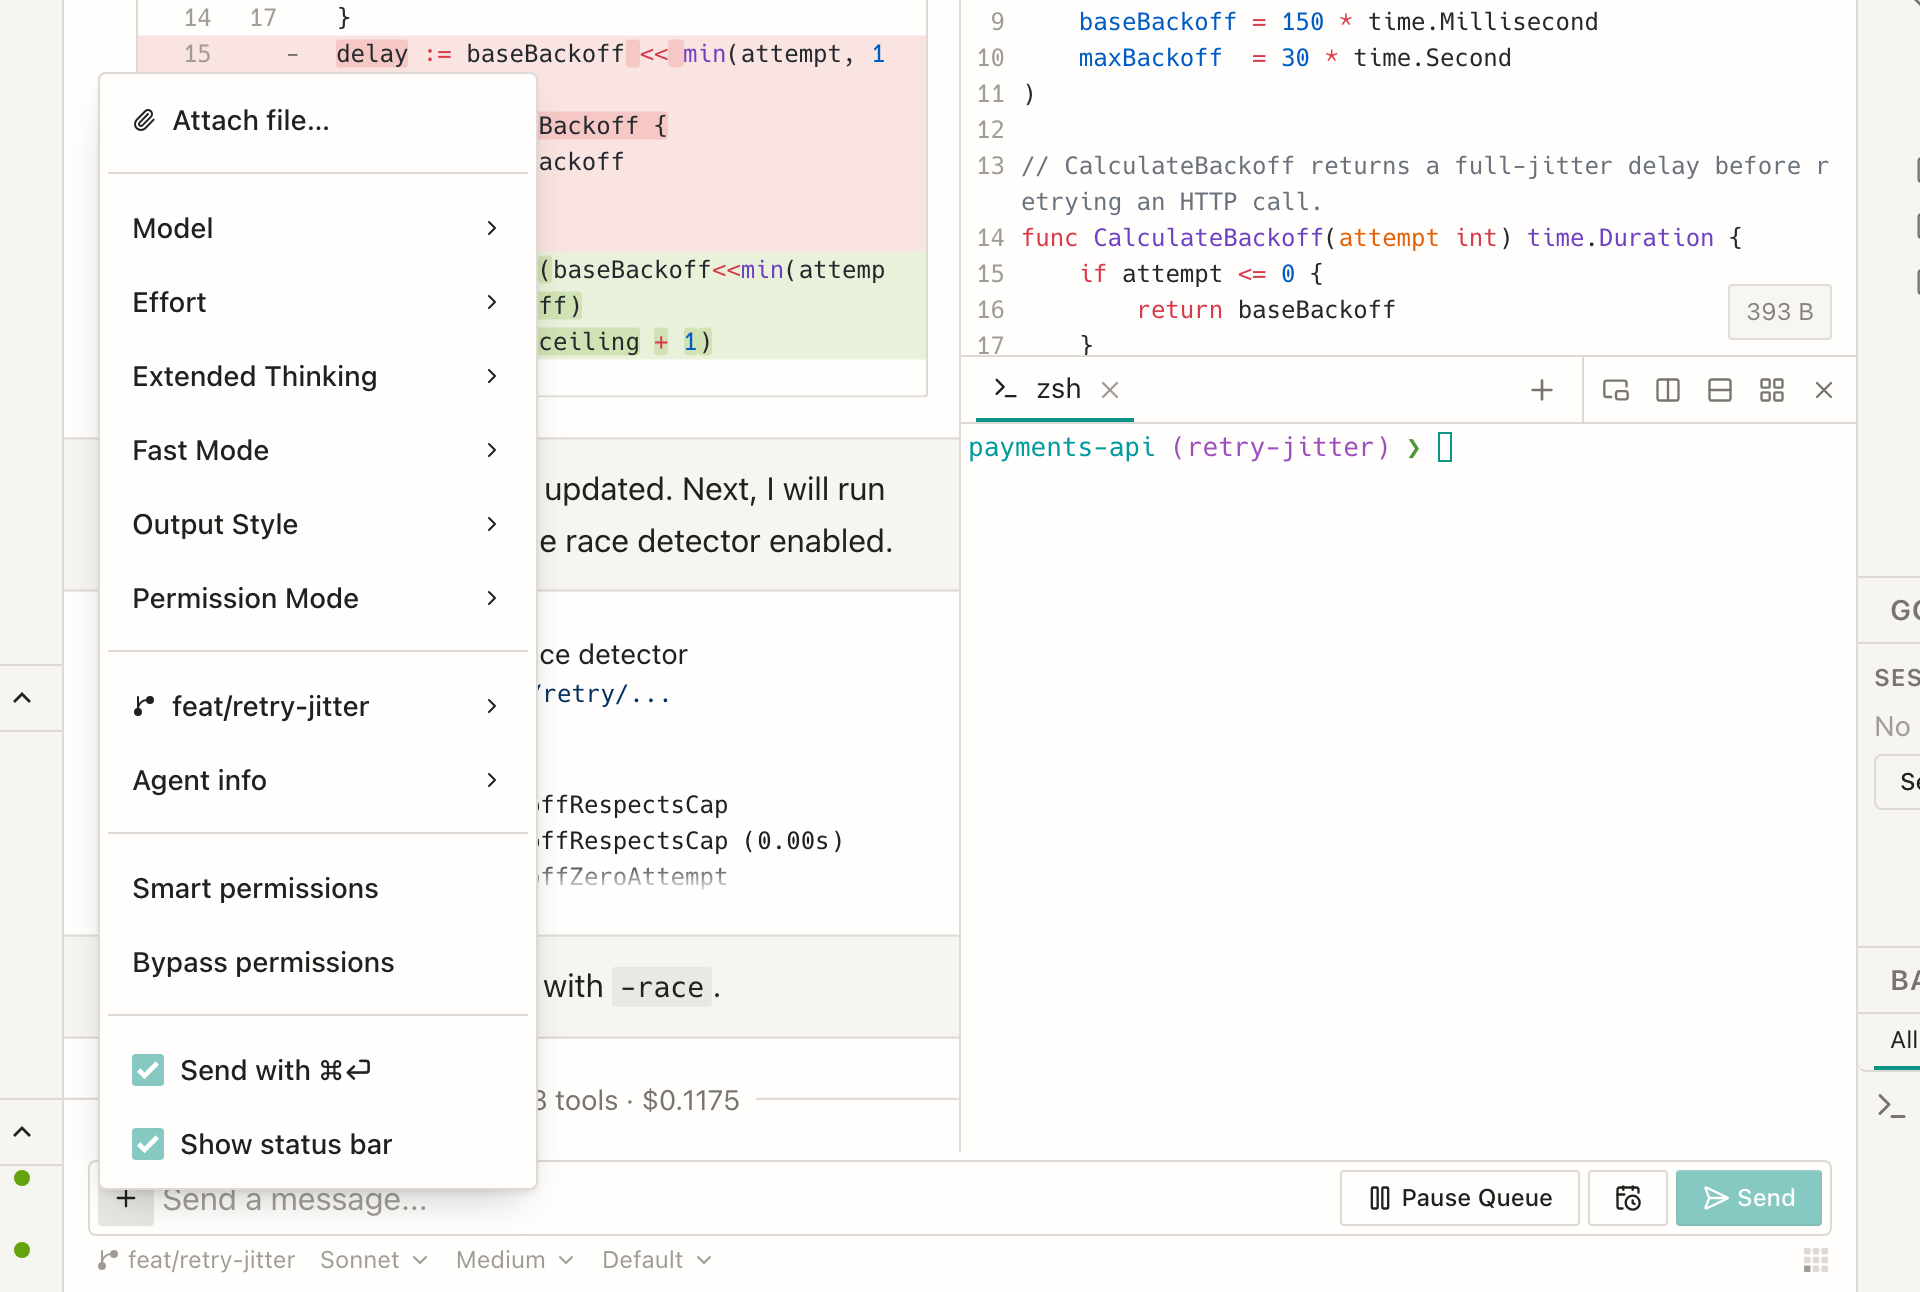 14 17 }
15 - delay := baseBackoff << min(attempt, 1
Backoff {
ackoff
(baseBackoff<<min(attemp
ff)
ceiling + 1)
Attach file...
Model
Effort
Extended Thinking
Fast Mode
Output Style
Permission Mode
feat/retry-jitter
Agent info
Smart permissions
Bypass permissions
Send with ⌘⏎
Show status bar
updated. Next, I will run
e race detector enabled.
ce detector
/retry/...
offRespectsCap
offRespectsCap (0.00s)
offZeroAttempt
with -race.
3 tools · $0.1175
9 baseBackoff = 150 * time.Millisecond
10 maxBackoff = 30 * time.Second
11 )
12
13 // CalculateBackoff returns a full-jitter delay before r
etrying an HTTP call.
14 func CalculateBackoff(attempt int) time.Duration {
15 if attempt <= 0 {
16 return baseBackoff
17 }
393 B
zsh
payments-api (retry-jitter) ❯
Send a message...
Pause Queue
Send
feat/retry-jitter Sonnet Medium Default
GO
SES
No
Se
BA
All